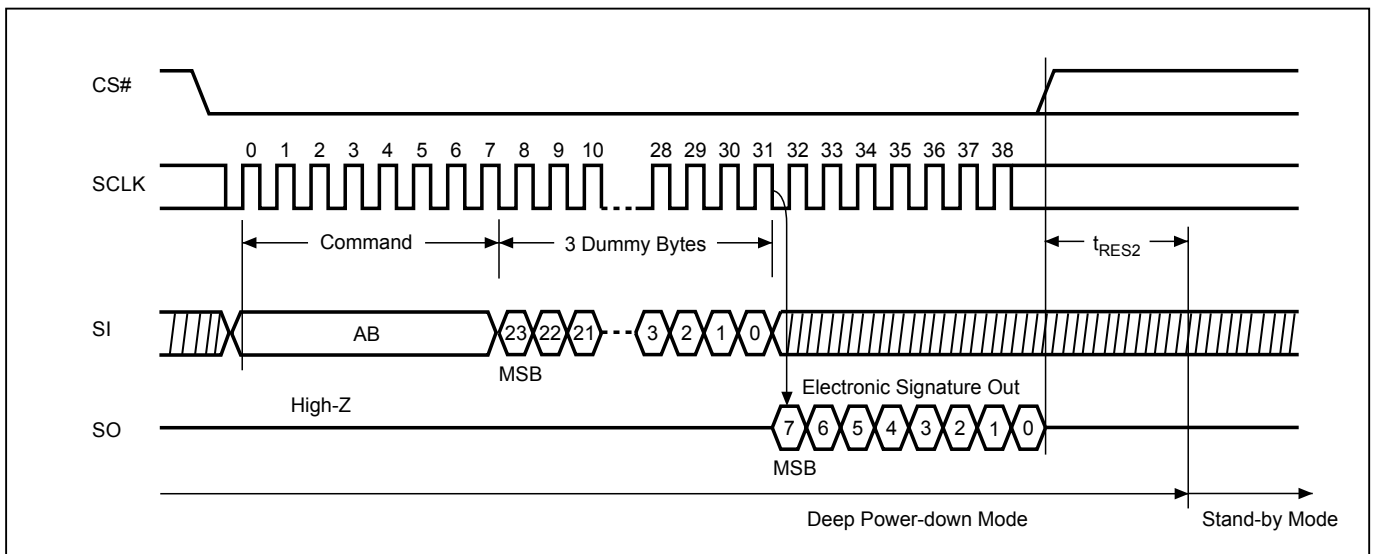 CS#
0 1 2 3 4 5 6 7 8 9 10 28 29 30 31 32 33 34 35 36 37 38
SCLK
Command 3 Dummy Bytes tRES2
SI AB 23 22 21 3 2 1 0
MSB
Electronic Signature Out
High-Z
SO 7 6 5 4 3 2 1 0
MSB
Deep Power-down Mode Stand-by Mode